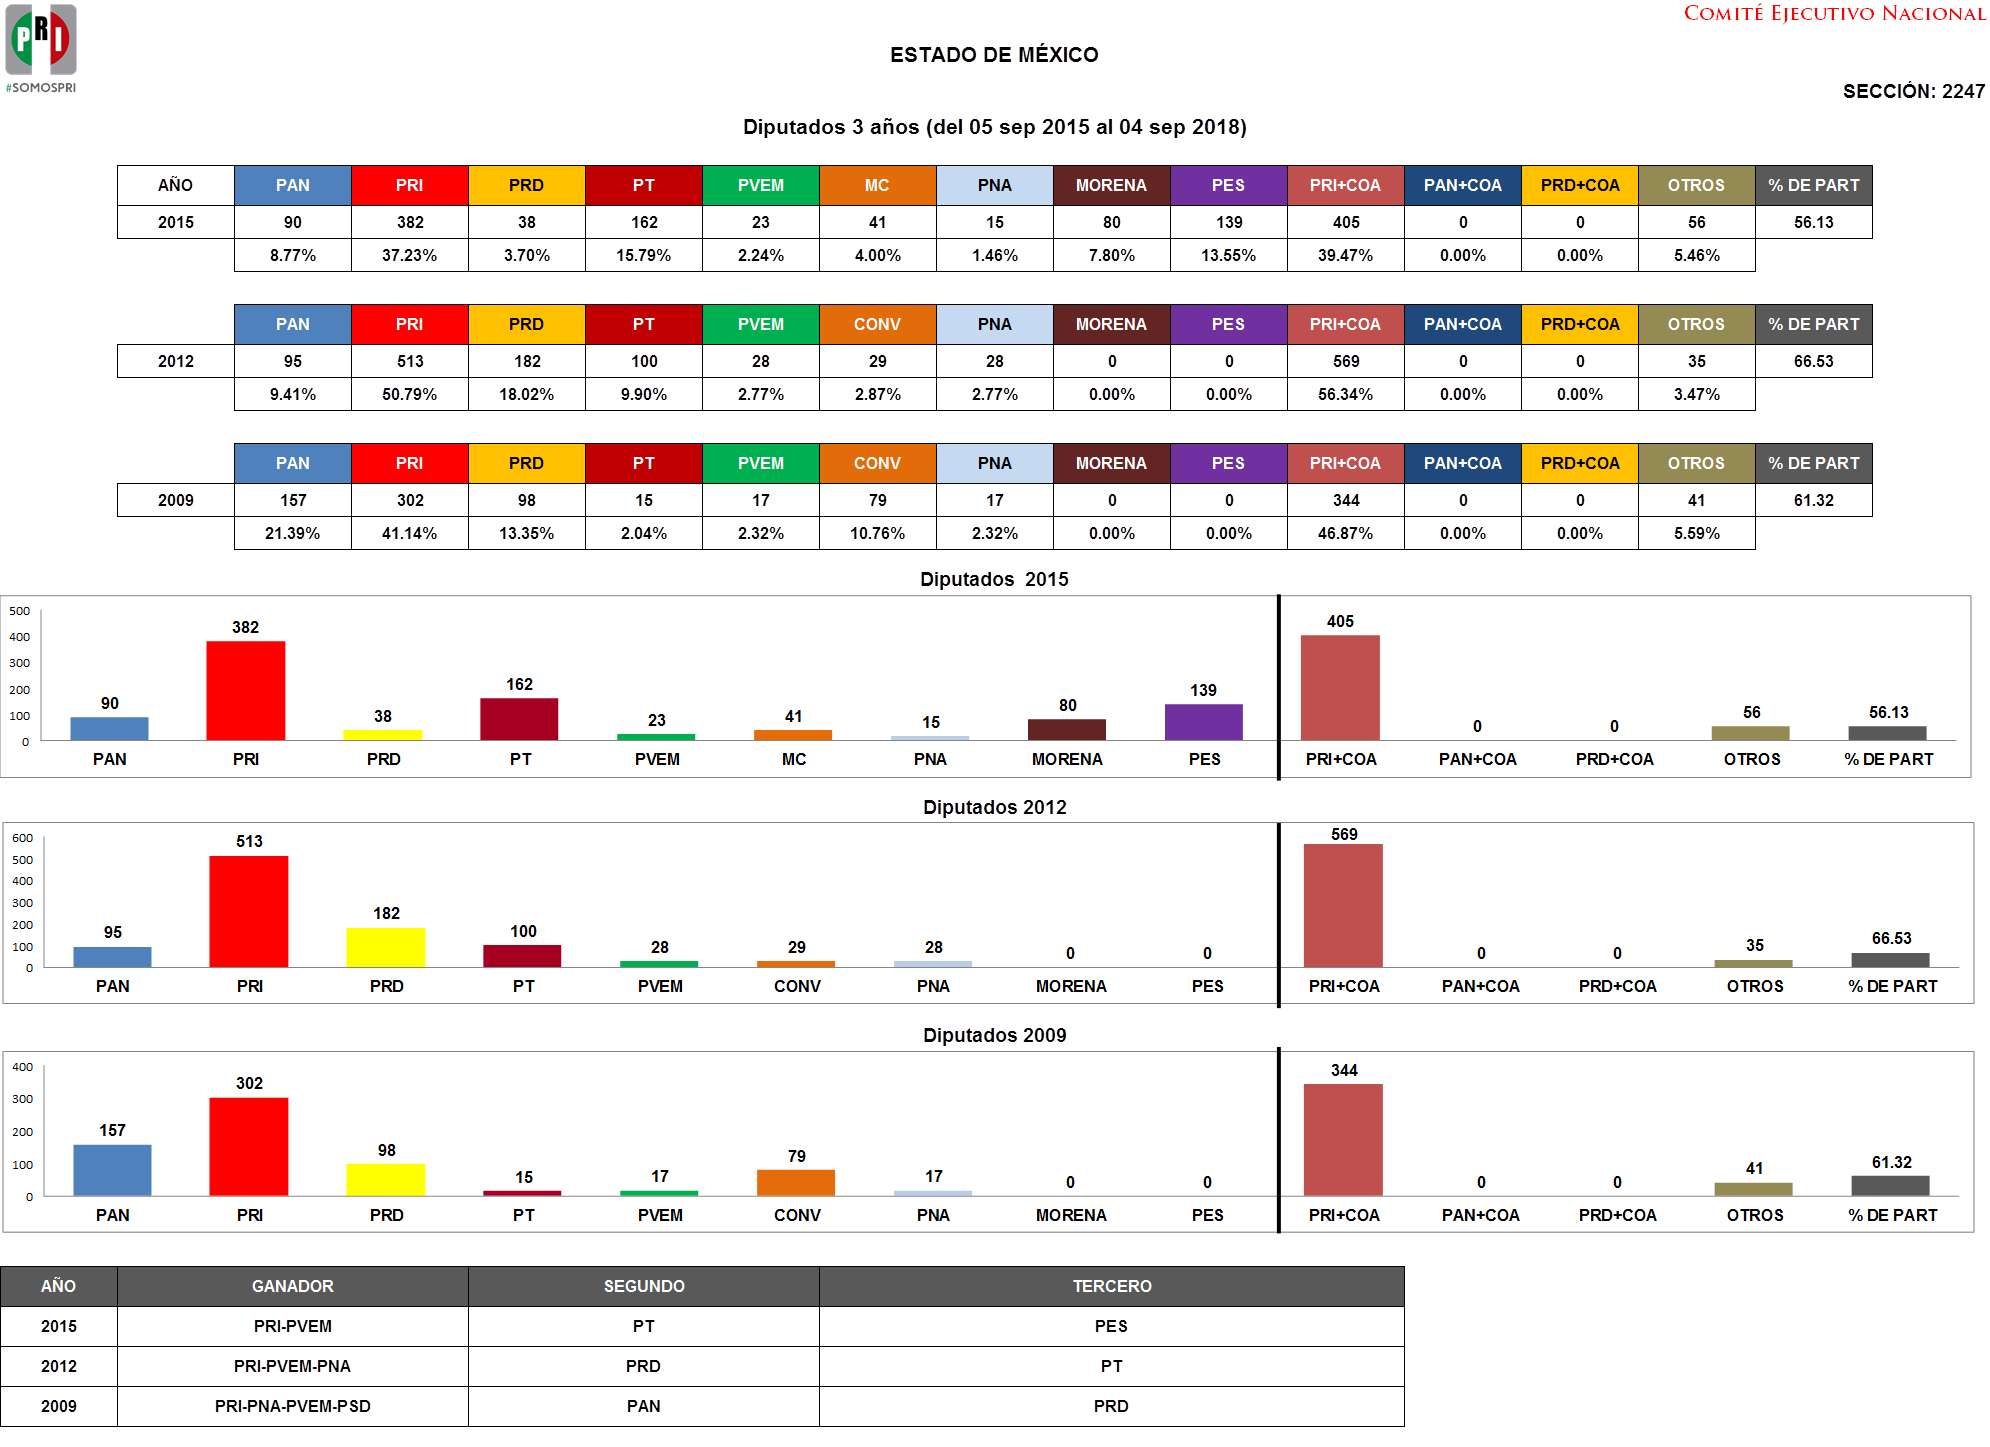 PRI
#SOMOSPRI
COMITÉ EJECUTIVO NACIONAL
ESTADO DE MÉXICO
SECCIÓN: 2247
Diputados 3 años (del 05 sep 2015 al 04 sep 2018)
AÑO PAN PRI PRD PT PVEM MC PNA MORENA PES PRI+COA PAN+COA PRD+COA OTROS % DE PART
2015 90 382 38 162 23 41 15 80 139 405 0 0 56 56.13
8.77% 37.23% 3.70% 15.79% 2.24% 4.00% 1.46% 7.80% 13.55% 39.47% 0.00% 0.00% 5.46%
PAN PRI PRD PT PVEM CONV PNA MORENA PES PRI+COA PAN+COA PRD+COA OTROS % DE PART
2012 95 513 182 100 28 29 28 0 0 569 0 0 35 66.53
9.41% 50.79% 18.02% 9.90% 2.77% 2.87% 2.77% 0.00% 0.00% 56.34% 0.00% 0.00% 3.47%
PAN PRI PRD PT PVEM CONV PNA MORENA PES PRI+COA PAN+COA PRD+COA OTROS % DE PART
2009 157 302 98 15 17 79 17 0 0 344 0 0 41 61.32
21.39% 41.14% 13.35% 2.04% 2.32% 10.76% 2.32% 0.00% 0.00% 46.87% 0.00% 0.00% 5.59%
Diputados 2015
500
400
300
200
100
0
90 382 38 162 23 41 15 80 139 405 0 0 56 56.13
PAN PRI PRD PT PVEM MC PNA MORENA PES PRI+COA PAN+COA PRD+COA OTROS % DE PART
Diputados 2012
600
500
400
300
200
100
0
95 513 182 100 28 29 28 0 0 569 0 0 35 66.53
PAN PRI PRD PT PVEM CONV PNA MORENA PES PRI+COA PAN+COA PRD+COA OTROS % DE PART
Diputados 2009
400
300
200
100
0
157 302 98 15 17 79 17 0 0 344 0 0 41 61.32
PAN PRI PRD PT PVEM CONV PNA MORENA PES PRI+COA PAN+COA PRD+COA OTROS % DE PART
AÑO GANADOR SEGUNDO TERCERO
2015 PRI-PVEM PT PES
2012 PRI-PVEM-PNA PRD PT
2009 PRI-PNA-PVEM-PSD PAN PRD